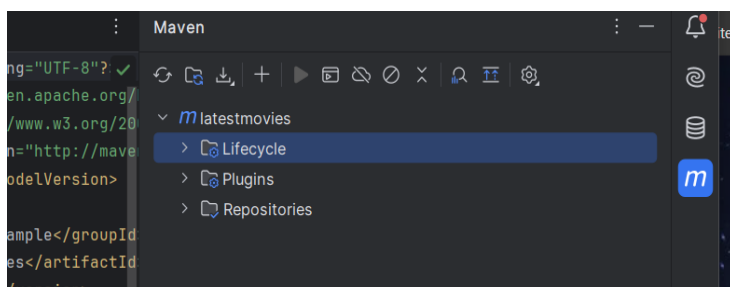 Maven
ng="UTF-8"?
en.apache.org/
/www.w3.org/20
n="http://mave
odelVersion>
ample</groupId
es</artifactId
m latestmovies
Lifecycle
Plugins
Repositories
m